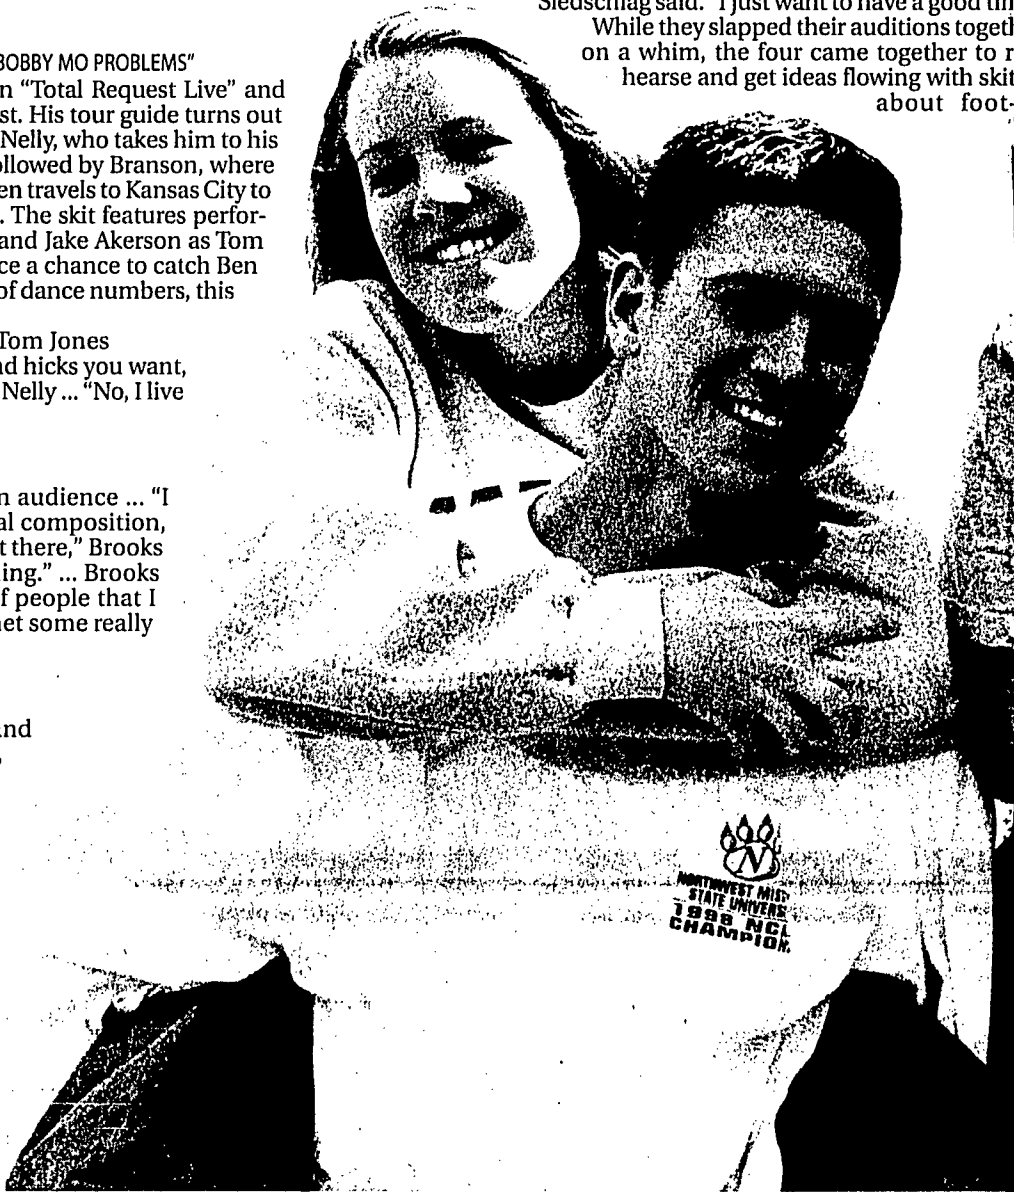 BOBBY MO PROBLEMS”
n “Total Request Live” and
st. His tour guide turns out
Nelly, who takes him to his
ollowed by Branson, where
en travels to Kansas City to
. The skit features perfor-
and Jake Akerson as Tom
ce a chance to catch Ben
of dance numbers, this
Tom Jones
nd hicks you want,
Nelly ... “No, I live
n audience ... “I
al composition,
t there,” Brooks
ing.” ... Brooks
f people that I
net some really
and
Sledschlag said. “I just want to have a good tim
While they slapped their auditions togeth
on a whim, the four came together to r
hearse and get ideas flowing with skit
about foot-
N
NORTHWEST MISS
STATE UNIVERS
1998 NC
CHAMPION